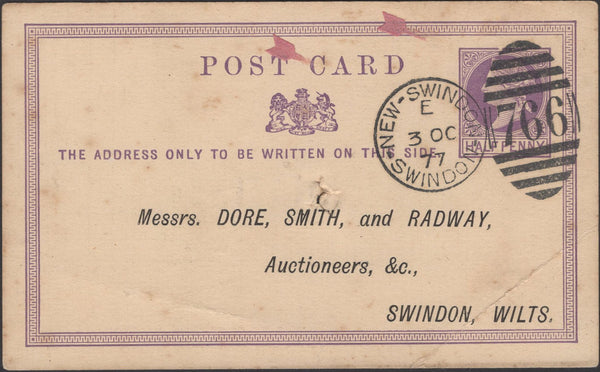 POST CARD
THE ADDRESS ONLY TO BE WRITTEN ON THIS SIDE.
NEW-SWINDON
E
3 OC
77
SWINDON
766
HALFPENNY
Messrs. DORE, SMITH, and RADWAY,
Auctioneers, &c.,
SWINDON, WILTS.